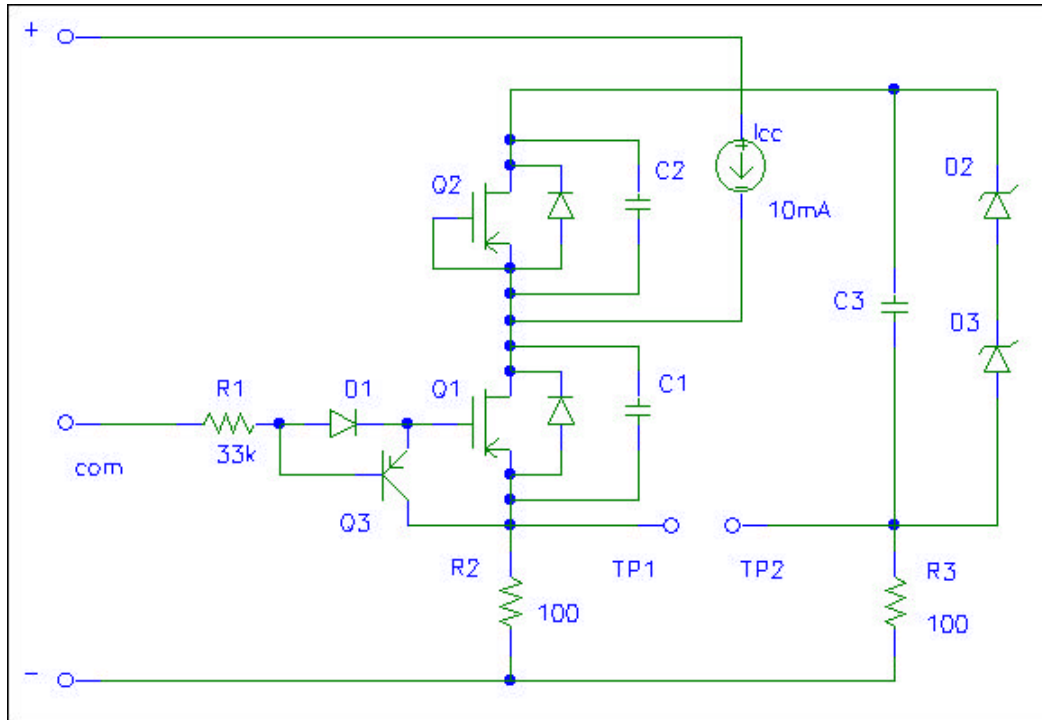 +
Icc
Q2
C2
D2
10mA
C3
D3
R1
D1
Q1
C1
33k
com
Q3
R2
TP1
TP2
R3
100
100
-